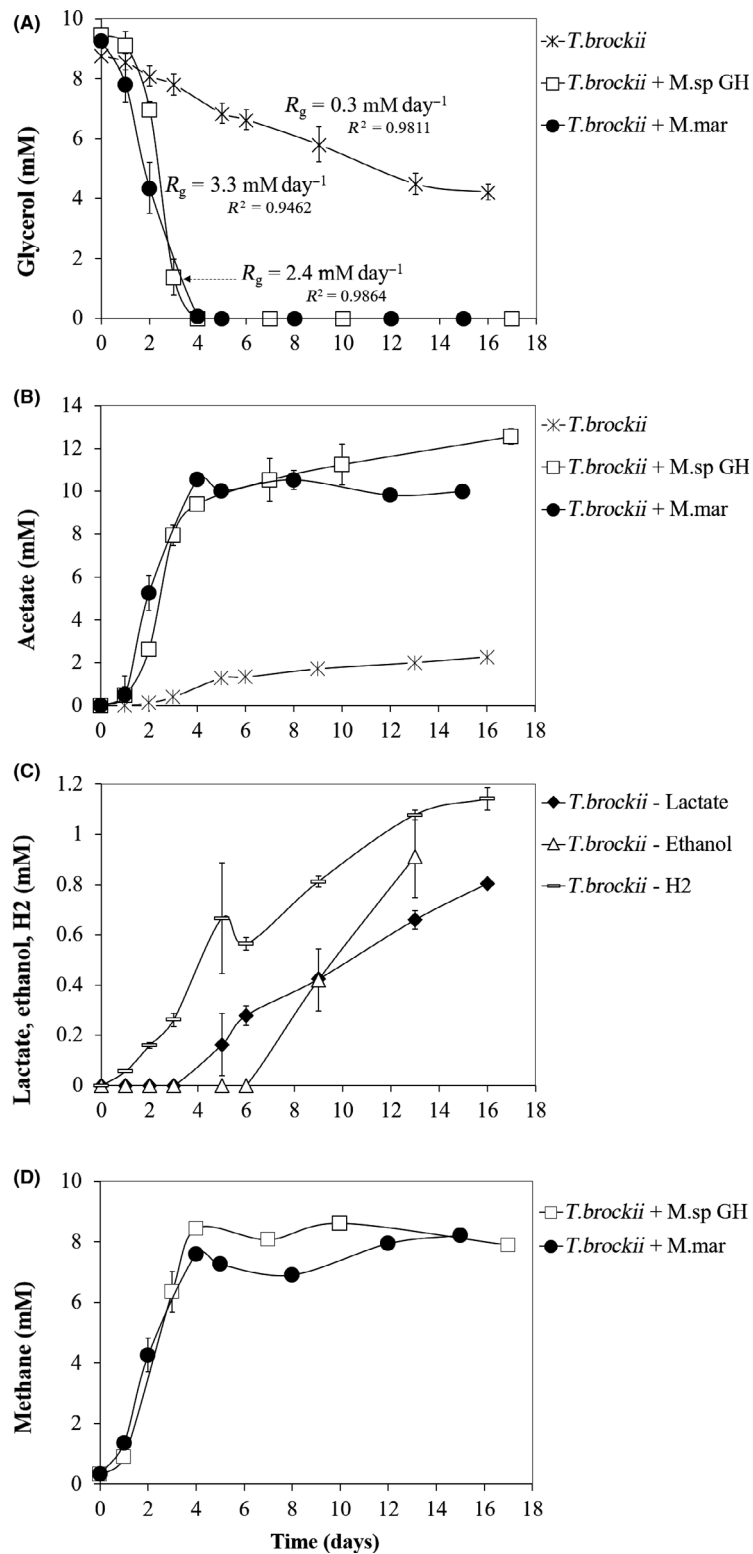 (A)
10
8
6
4
2
0
Glycerol (mM)
0 2 4 6 8 10 12 14 16 18
Rg = 0.3 mM day−1
R2 = 0.9811
Rg = 3.3 mM day−1
R2 = 0.9462
Rg = 2.4 mM day−1
R2 = 0.9864
T.brockii
T.brockii + M.sp GH
T.brockii + M.mar
(B)
14
12
10
8
6
4
2
0
Acetate (mM)
0 2 4 6 8 10 12 14 16 18
T.brockii
T.brockii + M.sp GH
T.brockii + M.mar
(C)
1.2
1
0.8
0.6
0.4
0.2
0
Lactate, ethanol, H2 (mM)
0 2 4 6 8 10 12 14 16 18
T.brockii - Lactate
T.brockii - Ethanol
T.brockii - H2
(D)
10
8
6
4
2
0
Methane (mM)
0 2 4 6 8 10 12 14 16 18
T.brockii + M.sp GH
T.brockii + M.mar
Time (days)